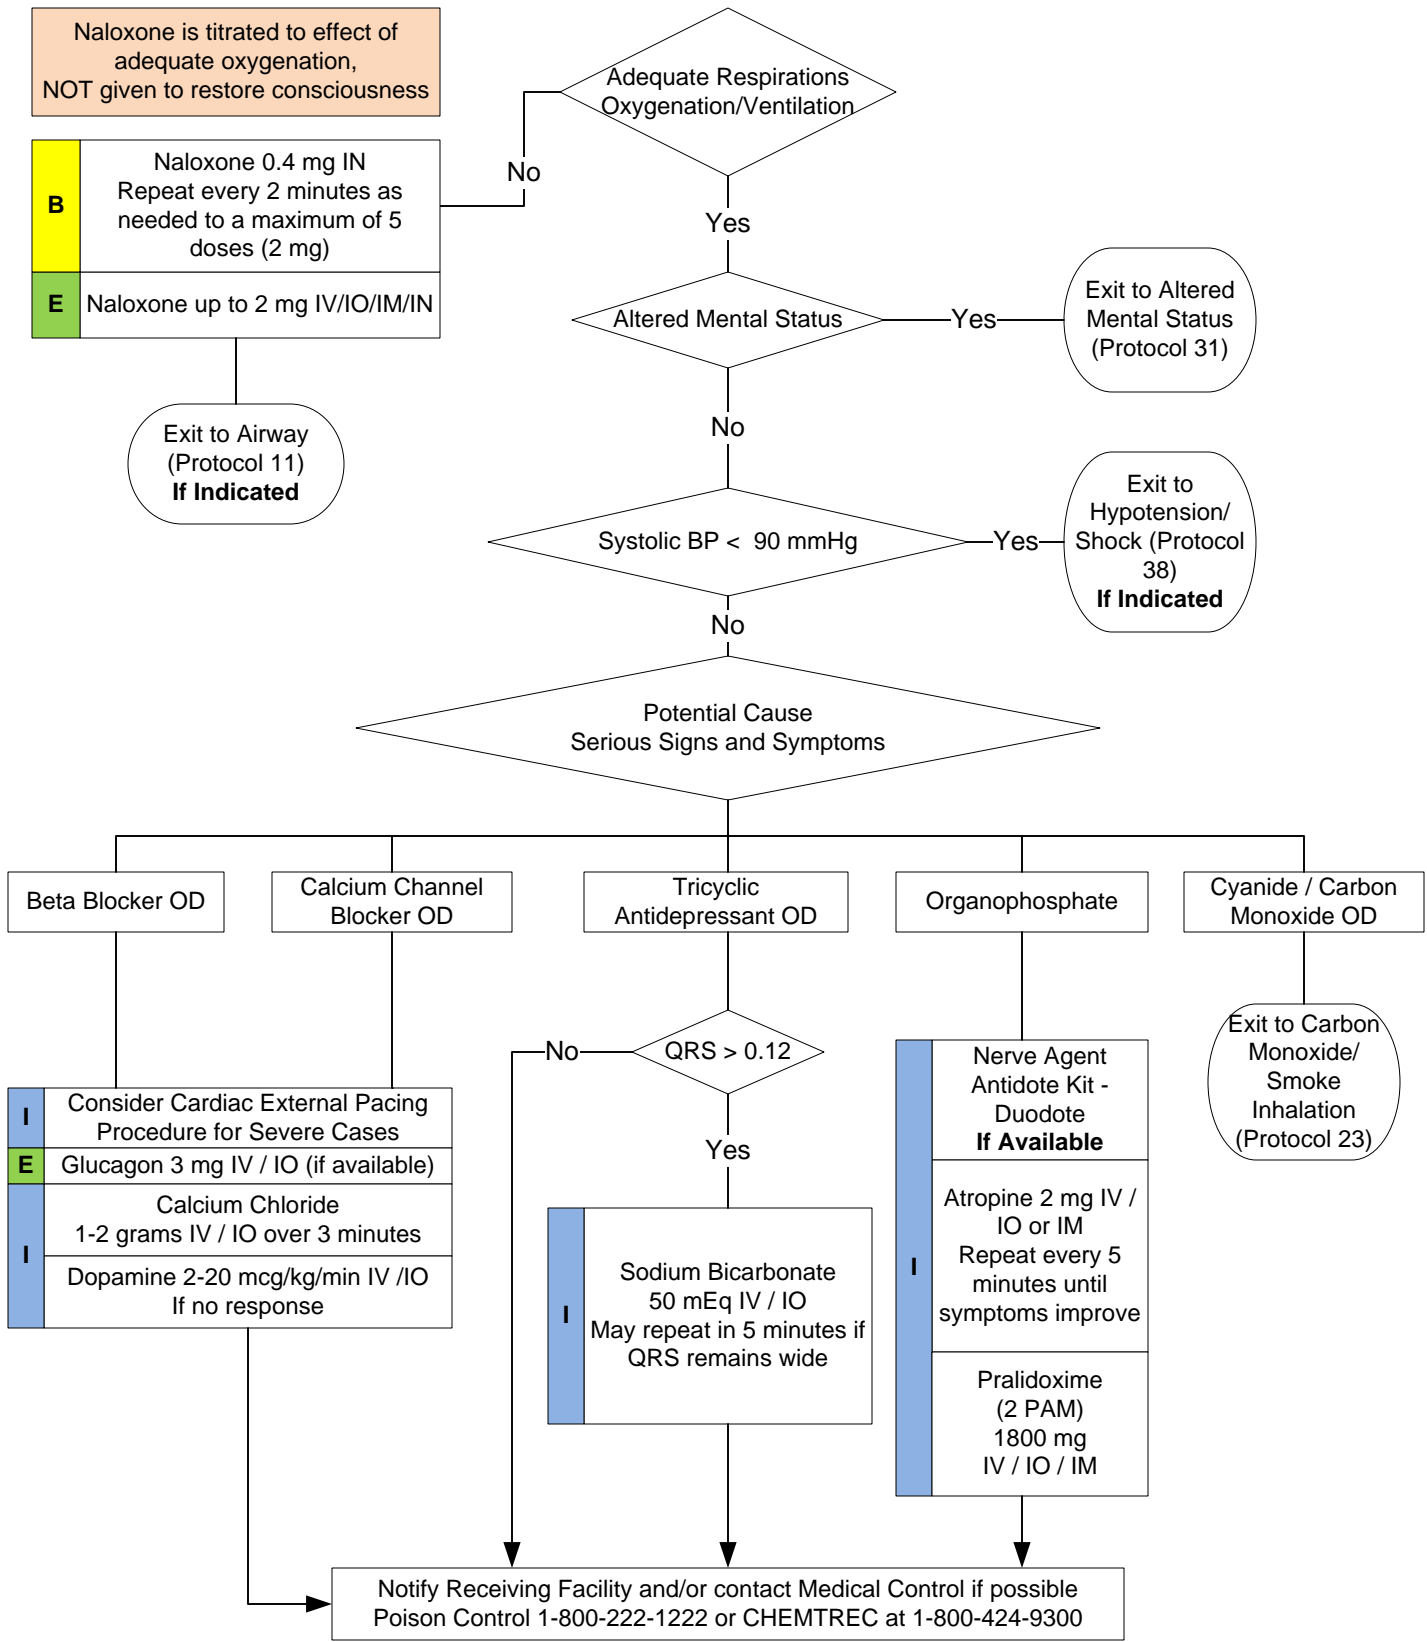 Naloxone is titrated to effect of
adequate oxygenation,
NOT given to restore consciousness
Adequate Respirations
Oxygenation/Ventilation
No
Yes
B
Naloxone 0.4 mg IN
Repeat every 2 minutes as
needed to a maximum of 5
doses (2 mg)
E
Naloxone up to 2 mg IV/IO/IM/IN
Exit to Airway
(Protocol 11)
If Indicated
Altered Mental Status
Yes
Exit to Altered
Mental Status
(Protocol 31)
No
Systolic BP < 90 mmHg
Yes
Exit to
Hypotension/
Shock (Protocol
38)
If Indicated
No
Potential Cause
Serious Signs and Symptoms
Beta Blocker OD
Calcium Channel
Blocker OD
Tricyclic
Antidepressant OD
Organophosphate
Cyanide / Carbon
Monoxide OD
I
Consider Cardiac External Pacing
Procedure for Severe Cases
E
Glucagon 3 mg IV / IO (if available)
I
Calcium Chloride
1-2 grams IV / IO over 3 minutes
Dopamine 2-20 mcg/kg/min IV /IO
If no response
No
QRS > 0.12
Yes
I
Sodium Bicarbonate
50 mEq IV / IO
May repeat in 5 minutes if
QRS remains wide
I
Nerve Agent
Antidote Kit -
Duodote
If Available
Atropine 2 mg IV /
IO or IM
Repeat every 5
minutes until
symptoms improve
Pralidoxime
(2 PAM)
1800 mg
IV / IO / IM
Exit to Carbon
Monoxide/
Smoke
Inhalation
(Protocol 23)
Notify Receiving Facility and/or contact Medical Control if possible
Poison Control 1-800-222-1222 or CHEMTREC at 1-800-424-9300